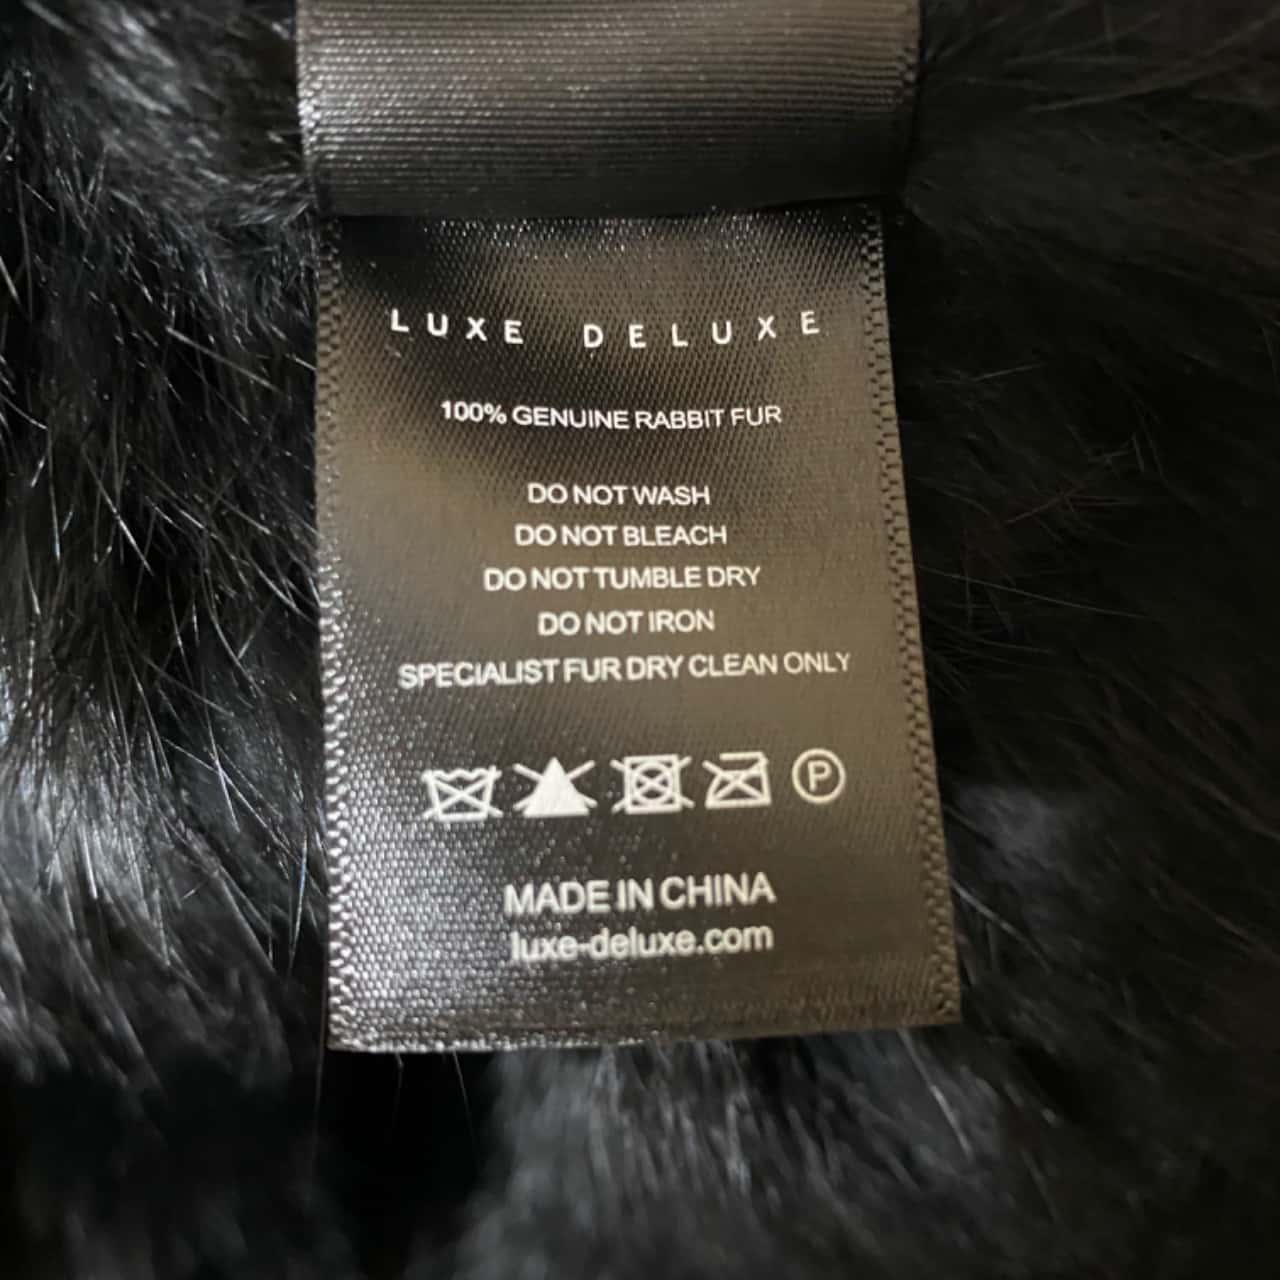 LUXE DELUXE
100% GENUINE RABBIT FUR
DO NOT WASH
DO NOT BLEACH
DO NOT TUMBLE DRY
DO NOT IRON
SPECIALIST FUR DRY CLEAN ONLY
P
MADE IN CHINA
luxe-deluxe.com